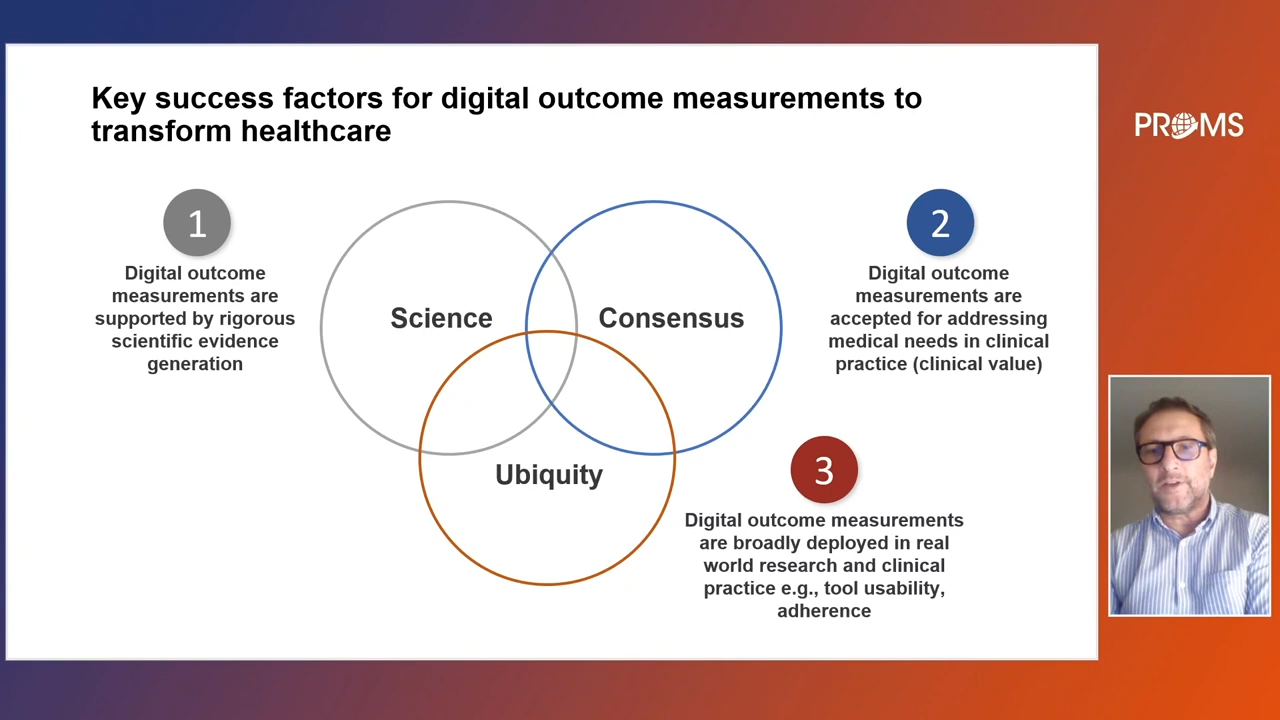 Key success factors for digital outcome measurements to
transform healthcare
PROMS
1
Digital outcome
measurements are
supported by rigorous
scientific evidence
generation
Science
Consensus
Ubiquity
2
Digital outcome
measurements are
accepted for addressing
medical needs in clinical
practice (clinical value)
3
Digital outcome measurements
are broadly deployed in real
world research and clinical
practice e.g., tool usability,
adherence